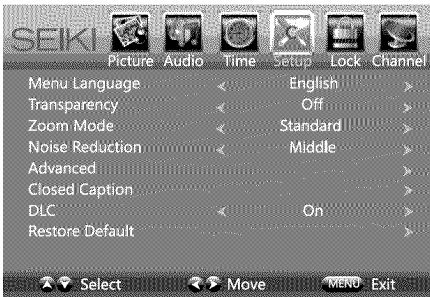 SEIKI
Picture Audio Time Setup Lock Channel
Menu Language English
Transparency Off
Zoom Mode Standard
Noise Reduction Middle
Advanced
Closed Caption
DLC On
Restore Default
Select Move MENU Exit